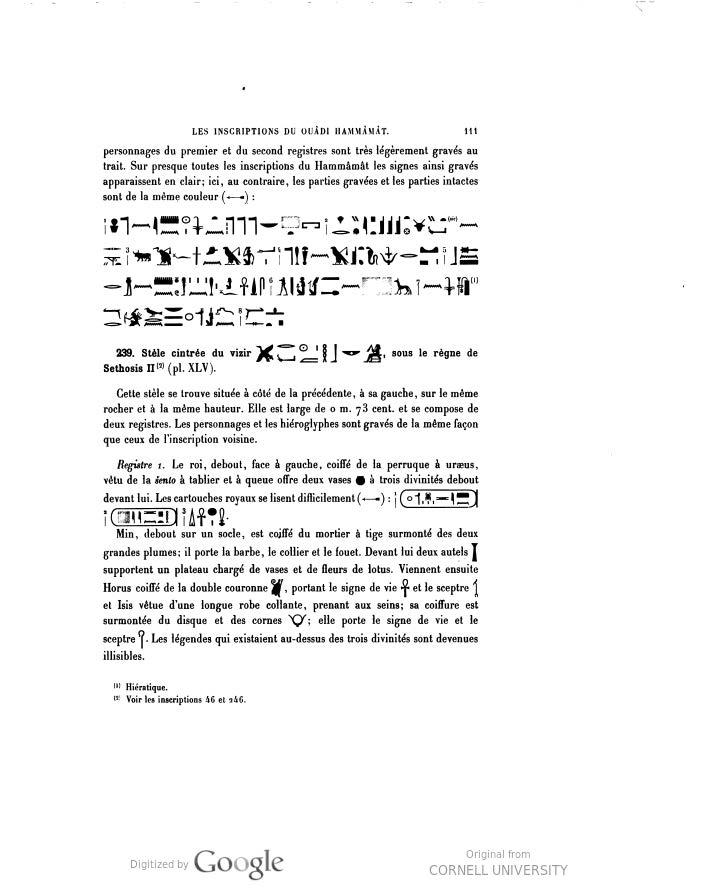 LES INSCRIPTIONS DU OUÂDI HAMMÂMÂT. 111
personnages du premier et du second registres sont très légèrement gravés au
trait. Sur presque toutes les inscriptions du Hammâmât les signes ainsi gravés
apparaissent en clair; ici, au contraire, les parties gravées et les parties intactes
sont de la même couleur (←) :
239. Stèle cintrée du vizir , sous le règne de
Sethosis II (2) (pl. XLV).
Cette stèle se trouve située à côté de la précédente, à sa gauche, sur le même
rocher et à la même hauteur. Elle est large de 0 m. 73 cent. et se compose de
deux registres. Les personnages et les hiéroglyphes sont gravés de la même façon
que ceux de l'inscription voisine.
Registre 1. Le roi, debout, face à gauche, coiffé de la perruque à uræus,
vêtu de la šento à tablier et à queue offre deux vases à trois divinités debout
devant lui. Les cartouches royaux se lisent difficilement (←) :
Min, debout sur un socle, est coiffé du mortier à tige surmonté des deux
grandes plumes; il porte la barbe, le collier et le fouet. Devant lui deux autels
supportent un plateau chargé de vases et de fleurs de lotus. Viennent ensuite
Horus coiffé de la double couronne , portant le signe de vie et le sceptre
et Isis vêtue d'une longue robe collante, prenant aux seins; sa coiffure est
surmontée du disque et des cornes ; elle porte le signe de vie et le
sceptre . Les légendes qui existaient au-dessus des trois divinités sont devenues
illisibles.
(1) Hiératique.
(2) Voir les inscriptions 46 et 246.
Digitized by Google
Original from
CORNELL UNIVERSITY